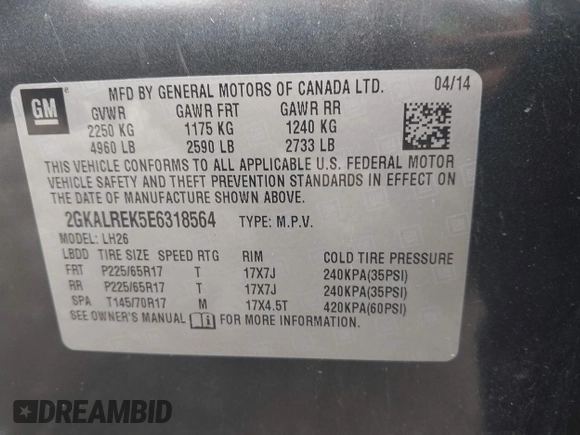 MFD BY GENERAL MOTORS OF CANADA LTD. 04/14
GM
GVWR GAWR FRT GAWR RR
2250 KG 1175 KG 1240 KG
4960 LB 2590 LB 2733 LB
THIS VEHICLE CONFORMS TO ALL APPLICABLE U.S. FEDERAL MOTOR
VEHICLE SAFETY AND THEFT PREVENTION STANDARDS IN EFFECT ON
THE DATE OF MANUFACTURE SHOWN ABOVE.
2GKALREK5E6318564 TYPE: M.P.V.
MODEL: LH26
LBDD TIRE SIZE SPEED RTG RIM COLD TIRE PRESSURE
FRT P225/65R17 T 17X7J 240KPA(35PSI)
RR P225/65R17 T 17X7J 240KPA(35PSI)
SPA T145/70R17 M 17X4.5T 420KPA(60PSI)
SEE OWNER'S MANUAL FOR MORE INFORMATION.
DREAMBID